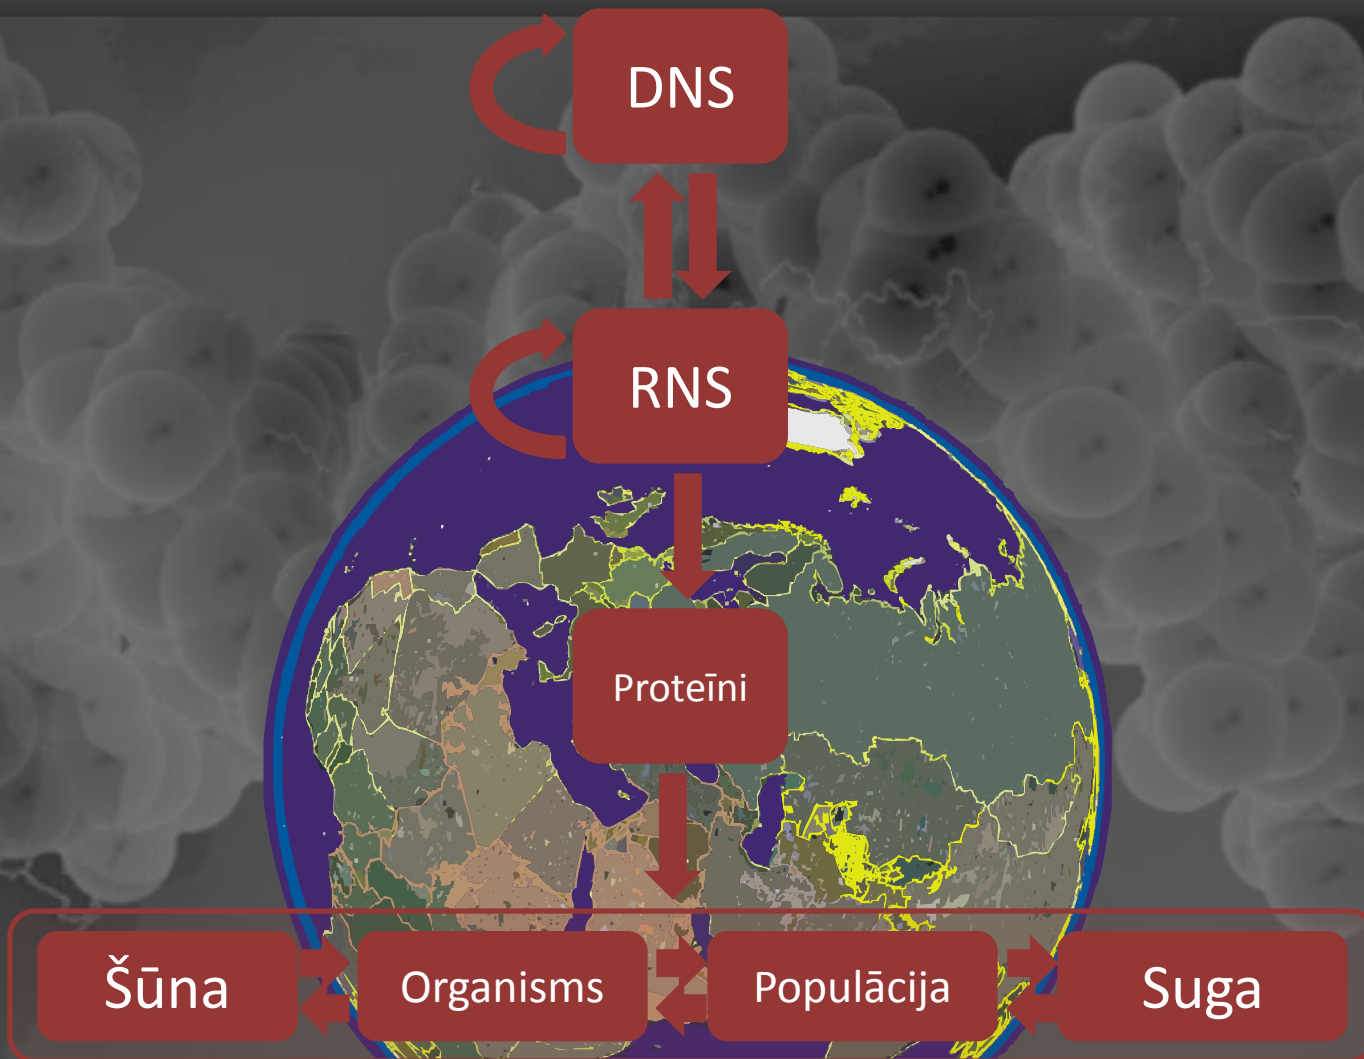 DNS
RNS
Proteīni
Šūna
Organisms
Populācija
Suga